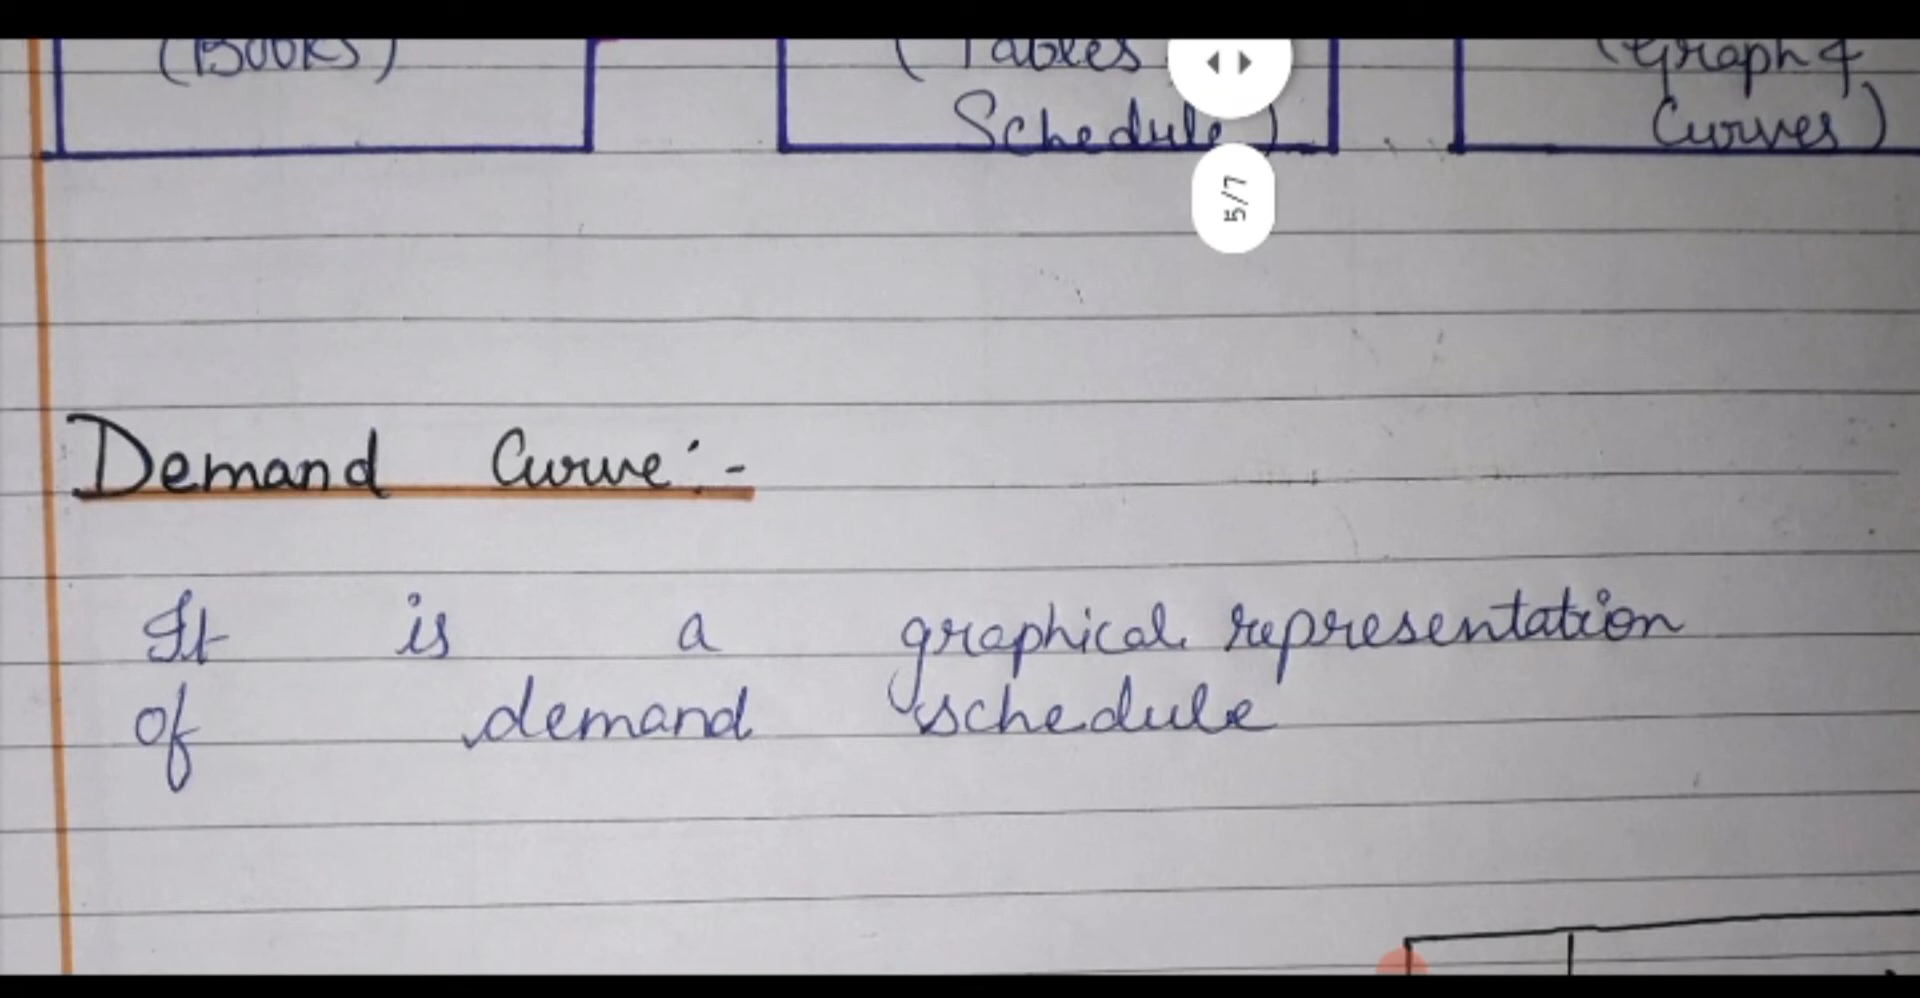 (Books)
(Tables
Schedule)
(Graph &
Curves)
5/7
Demand Curve:-
It is a graphical representation
of demand schedule